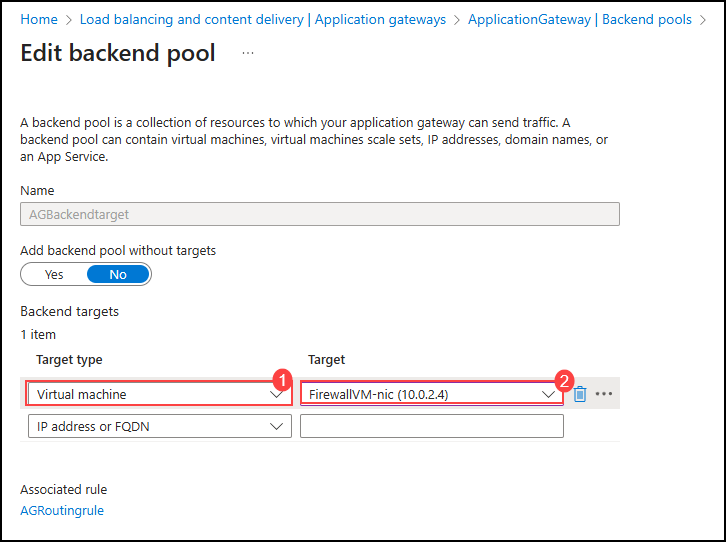 Home > Load balancing and content delivery | Application gateways > ApplicationGateway | Backend pools >
Edit backend pool ...
A backend pool is a collection of resources to which your application gateway can send traffic. A
backend pool can contain virtual machines, virtual machines scale sets, IP addresses, domain names, or
an App Service.
Name
AGBackendtarget
Add backend pool without targets
Yes No
Backend targets
1 item
Target type Target
Virtual machine 1 FirewallVM-nic (10.0.2.4) 2 ...
IP address or FQDN
Associated rule
AGRoutingrule